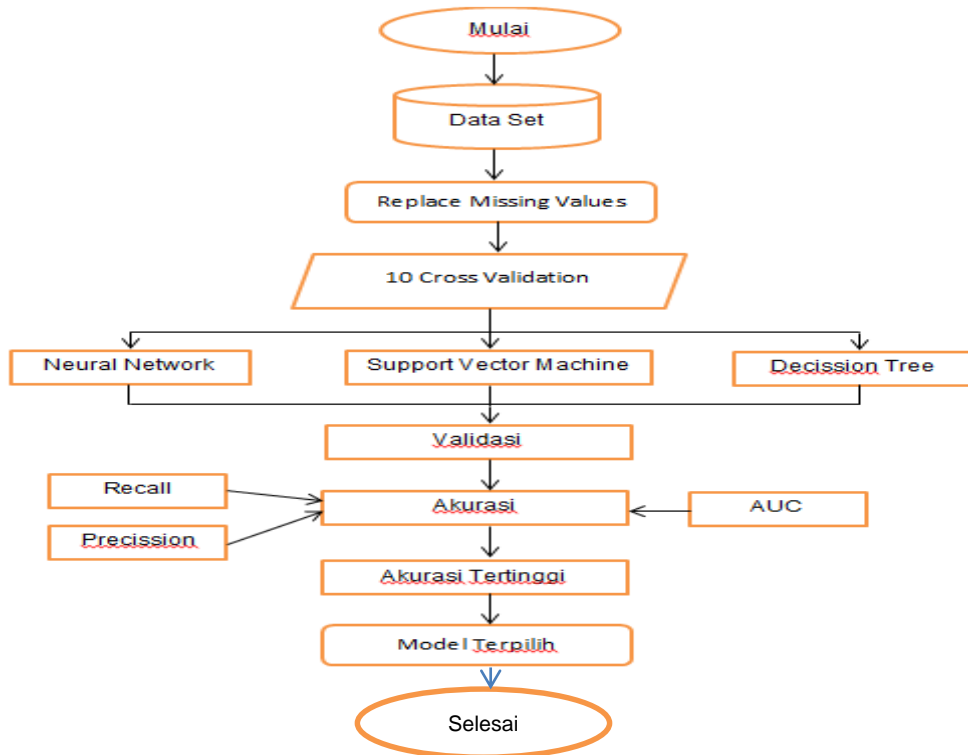 Mulai
Data Set
Replace Missing Values
10 Cross Validation
Neural Network
Support Vector Machine
Decission Tree
Validasi
Recall
Akurasi
AUC
Precission
Akurasi Tertinggi
Model Terpilih
Selesai